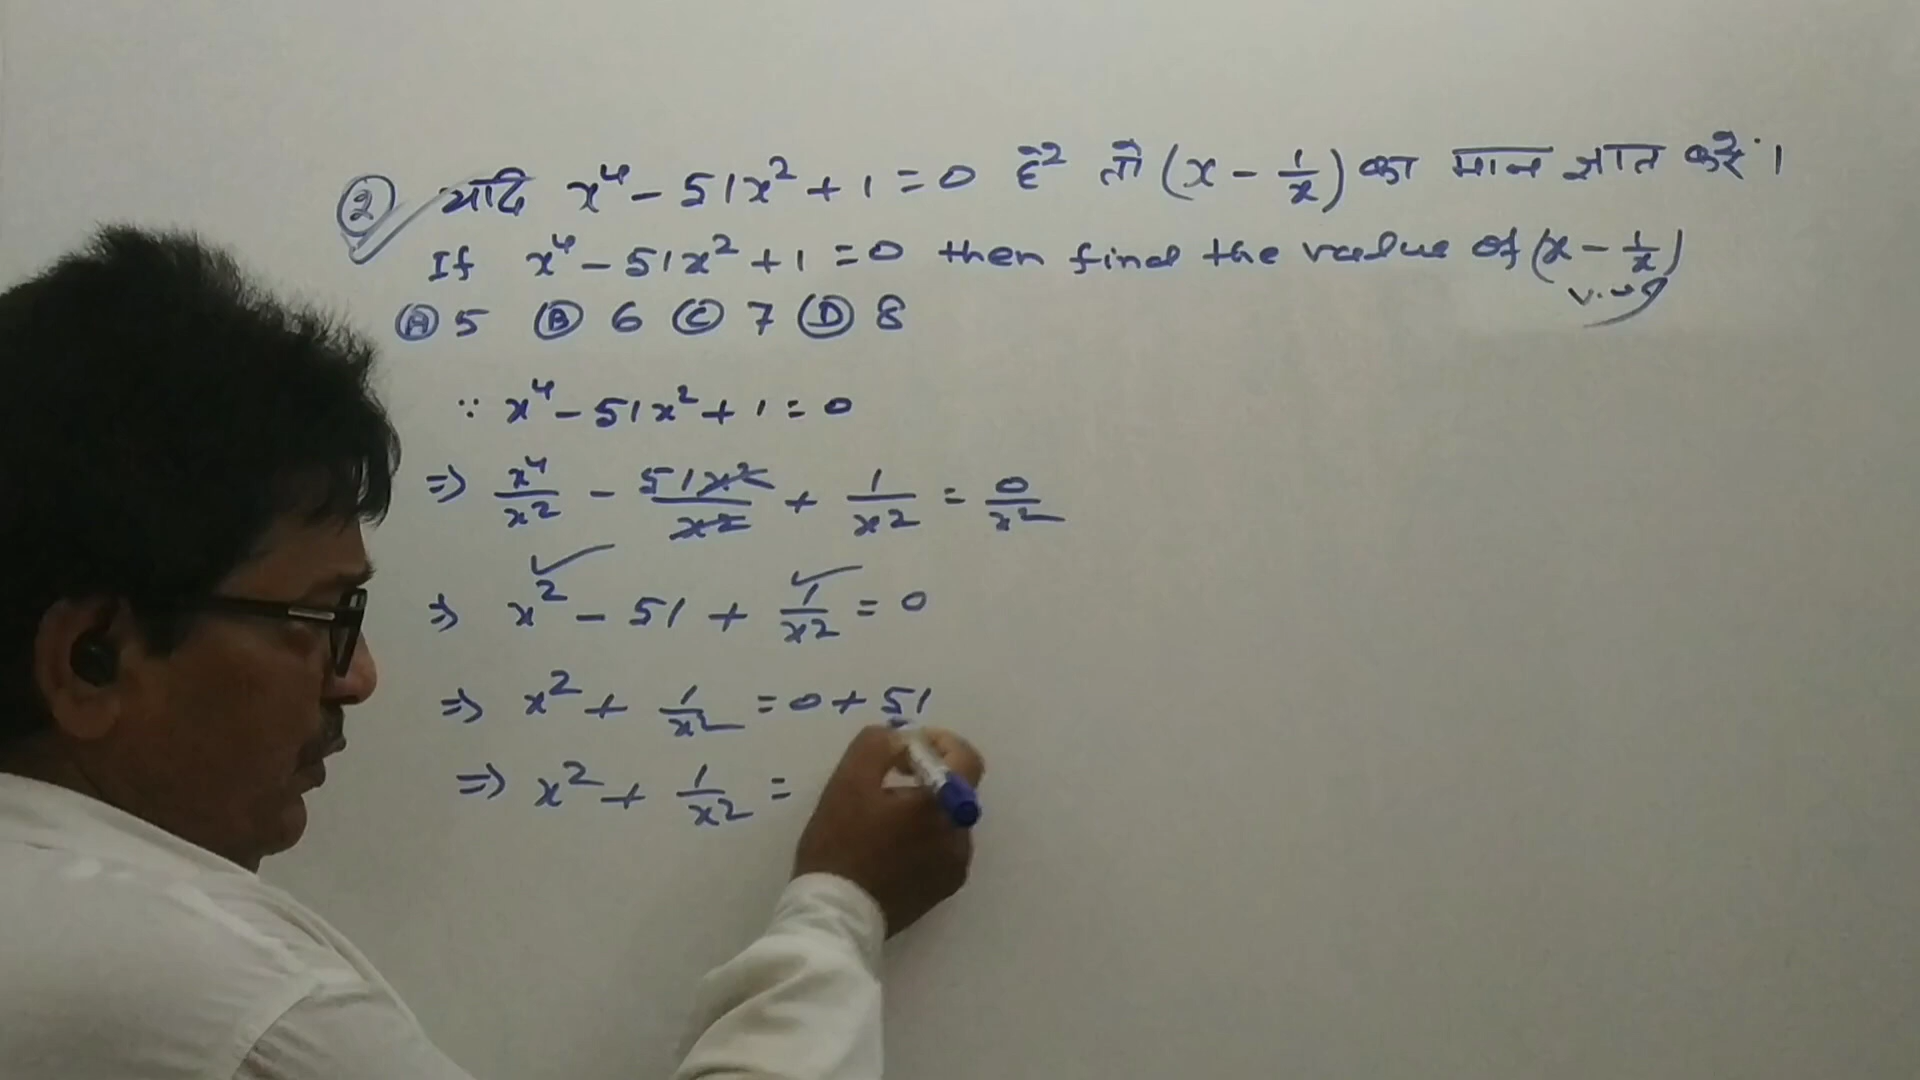 ② यदि x⁴ - 51x² + 1 = 0 है तो (x - 1/x) का मान ज्ञात करें।
If x⁴ - 51x² + 1 = 0 then find the value of (x - 1/x)
Ⓐ 5 Ⓑ 6 Ⓒ 7 Ⓓ 8
∵ x⁴ - 51x² + 1 = 0
⇒ x⁴/x² - 51x²/x² + 1/x² = 0/x²
⇒ x² - 51 + 1/x² = 0
⇒ x² + 1/x² = 0 + 51
⇒ x² + 1/x² =